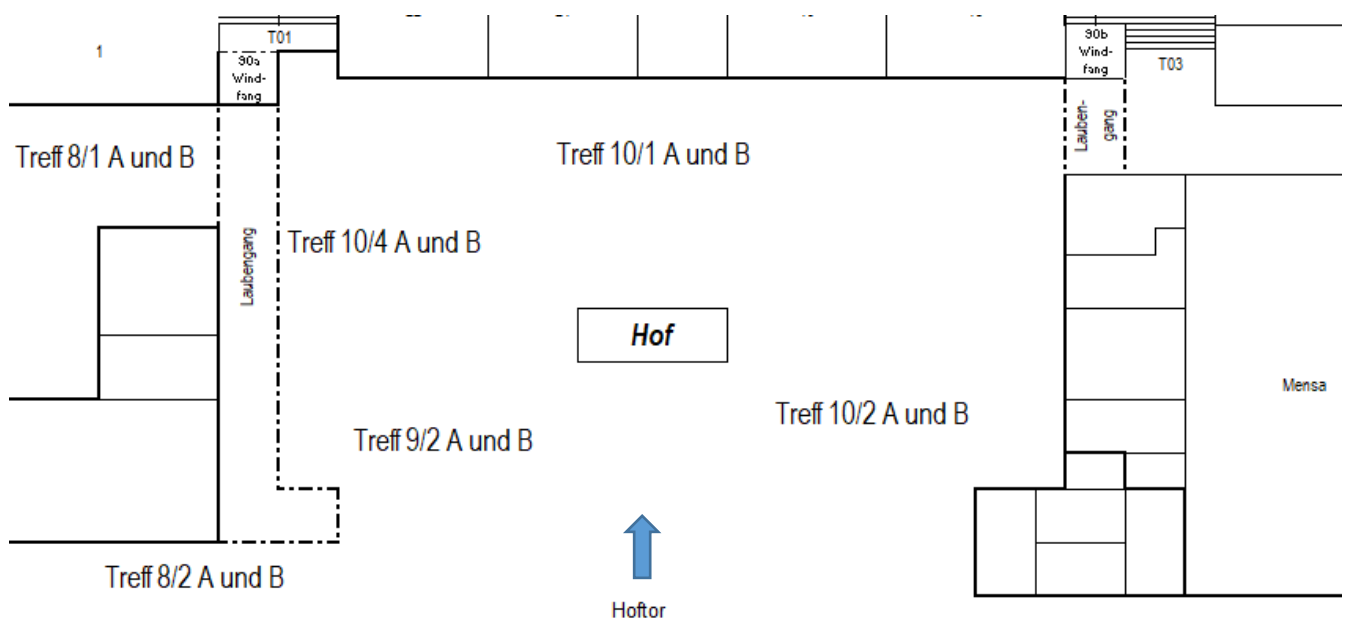 1
T01
90a
Wind-
fang
90b
Wind-
fang
T03
Lauben-
gang
Treff 8/1 A und B
Treff 10/1 A und B
Laubengang
Treff 10/4 A und B
Hof
Mensa
Treff 10/2 A und B
Treff 9/2 A und B
Treff 8/2 A und B
Hoftor